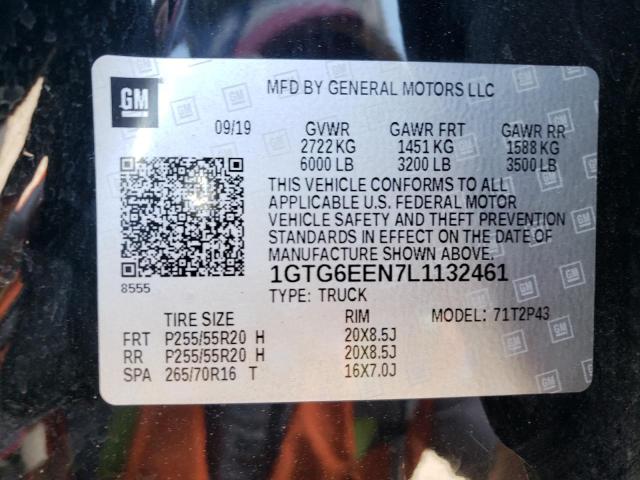 GM
MFD BY GENERAL MOTORS LLC
09/19 GVWR GAWR FRT GAWR RR
2722 KG 1451 KG 1588 KG
6000 LB 3200 LB 3500 LB
THIS VEHICLE CONFORMS TO ALL
APPLICABLE U.S. FEDERAL MOTOR
VEHICLE SAFETY AND THEFT PREVENTION
STANDARDS IN EFFECT ON THE DATE OF
MANUFACTURE SHOWN ABOVE.
8555 1GTG6EEN7L1132461
TYPE: TRUCK MODEL: 71T2P43
TIRE SIZE RIM
FRT P255/55R20 H 20X8.5J
RR P255/55R20 H 20X8.5J
SPA 265/70R16 T 16X7.0J